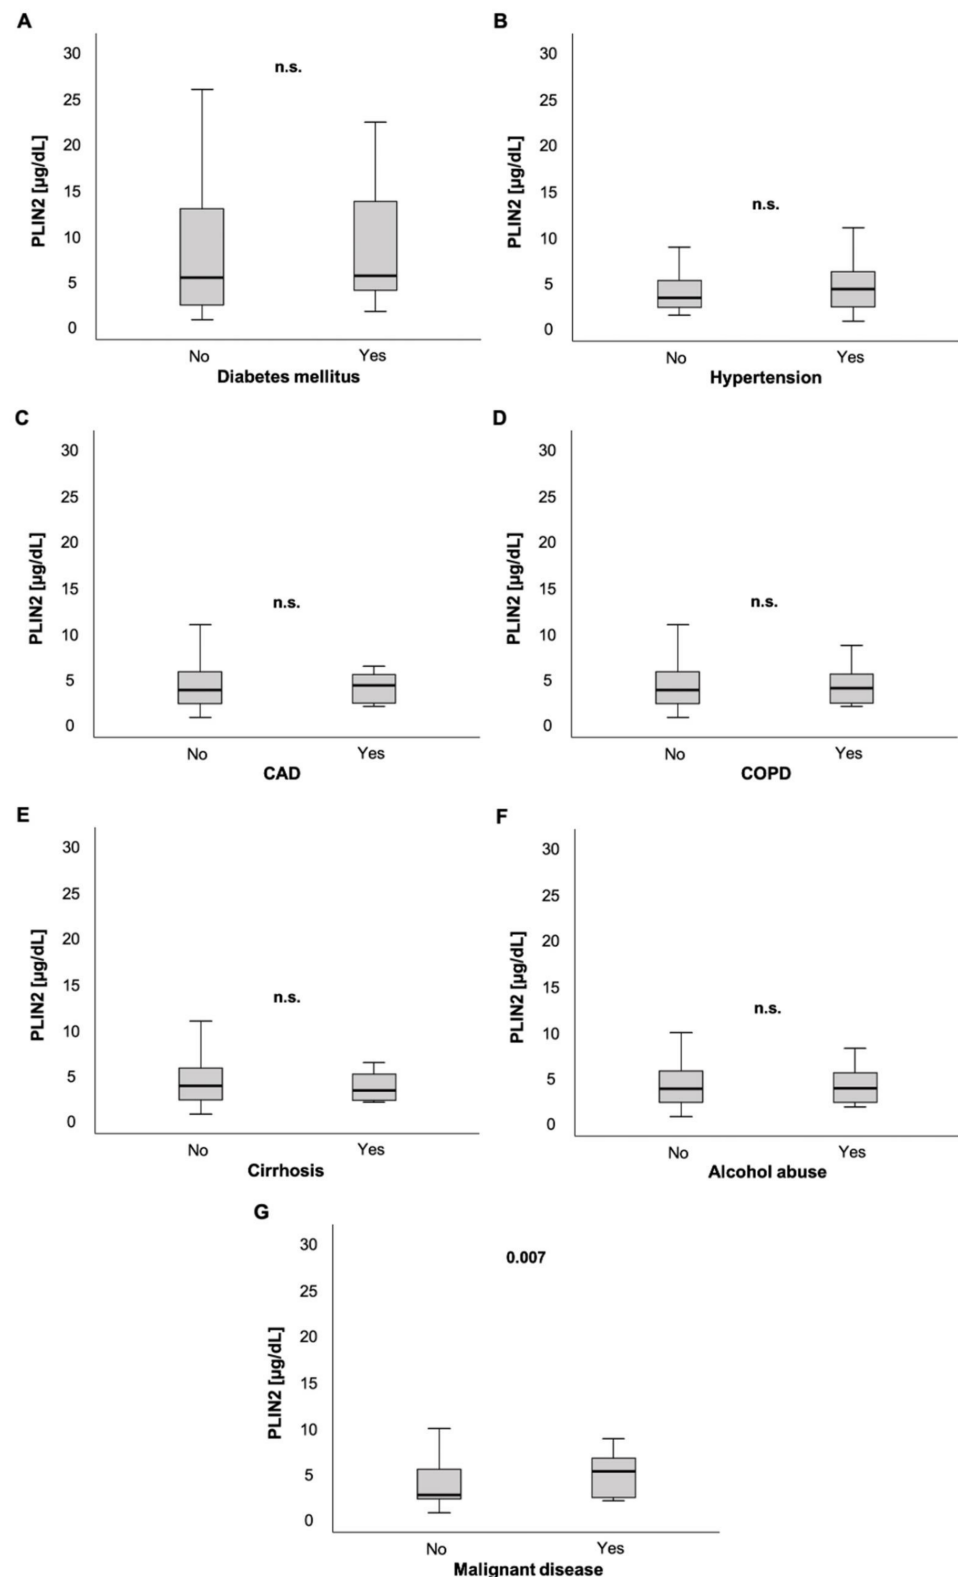 A
PLIN2 [µg/dL]
30
25
20
15
10
5
0
n.s.
No
Yes
Diabetes mellitus
B
PLIN2 [µg/dL]
30
25
20
15
10
5
0
n.s.
No
Yes
Hypertension
C
PLIN2 [µg/dL]
30
25
20
15
10
5
0
n.s.
No
Yes
CAD
D
PLIN2 [µg/dL]
30
25
20
15
10
5
0
n.s.
No
Yes
COPD
E
PLIN2 [µg/dL]
30
25
20
15
10
5
0
n.s.
No
Yes
Cirrhosis
F
PLIN2 [µg/dL]
30
25
20
15
10
5
0
n.s.
No
Yes
Alcohol abuse
G
PLIN2 [µg/dL]
30
25
20
15
10
5
0
0.007
No
Yes
Malignant disease